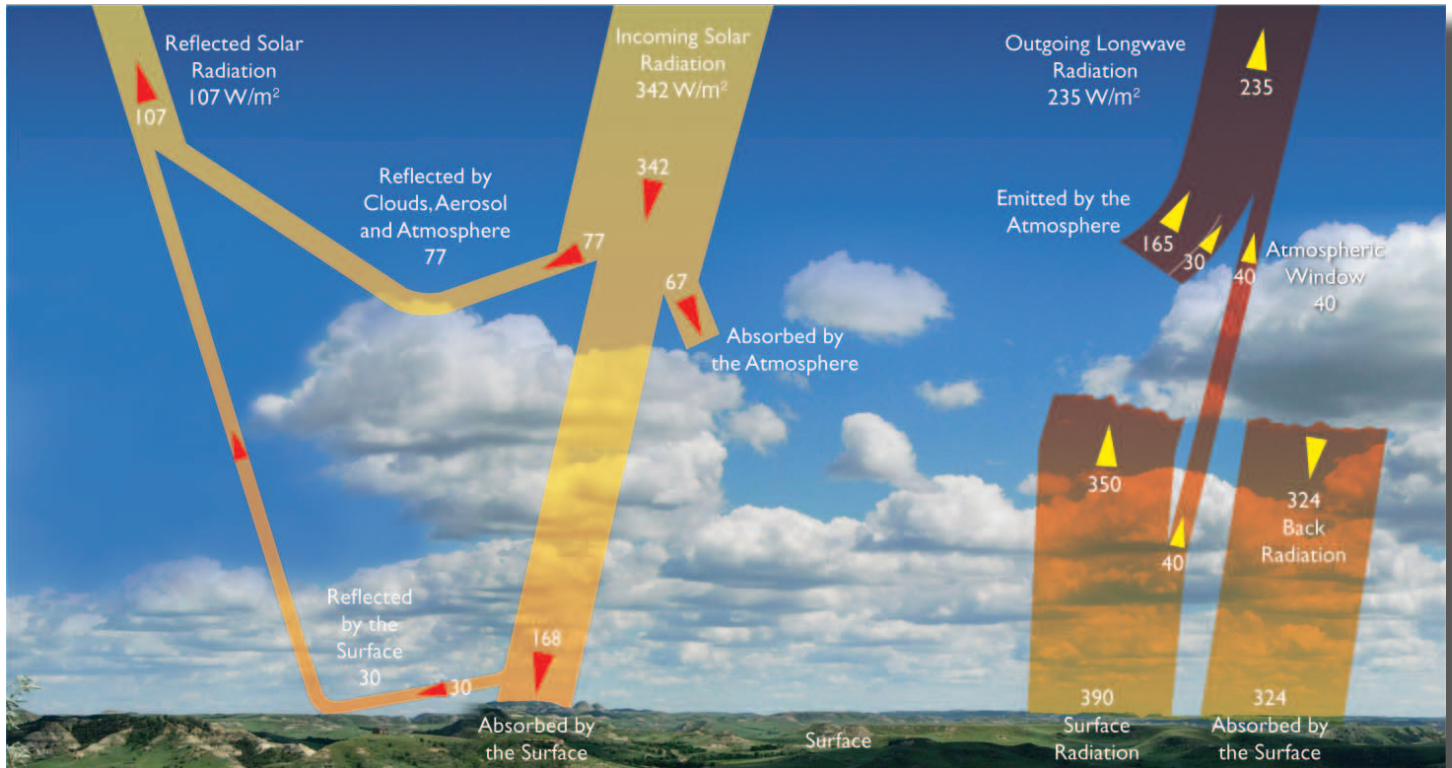 Reflected Solar
Radiation
107 W/m²
107
Incoming Solar
Radiation
342 W/m²
342
Outgoing Longwave
Radiation
235 W/m²
235
Reflected by
Clouds, Aerosol
and Atmosphere
77
77
67
Absorbed by
the Atmosphere
Emitted by the
Atmosphere
165
30
40
Atmospheric
Window
40
350
40
324
Back
Radiation
Reflected
by the
Surface
30
30
168
Absorbed by
the Surface
Surface
390
Surface
Radiation
324
Absorbed by
the Surface